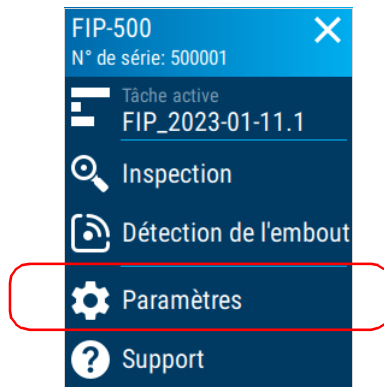 FIP-500
N° de série: 500001
Tâche active
FIP_2023-01-11.1
Inspection
Détection de l'embout
Paramètres
Support